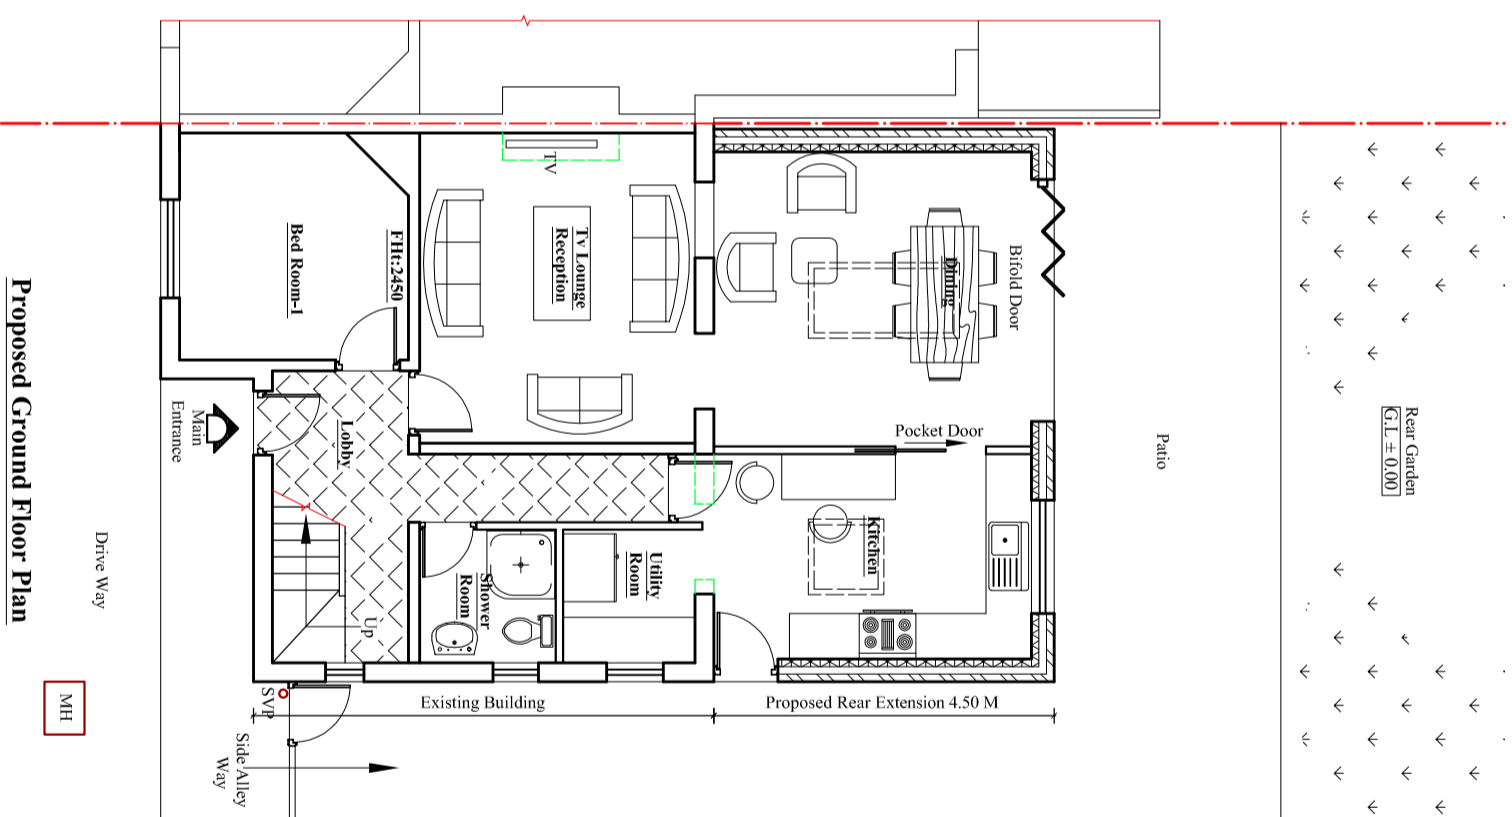 Proposed Ground Floor Plan
Drive Way
MH
Main
Entrance
Side Alley
Way
SVP
Up
Lobby
Bed Room-1
FHt:2450
TV
Tv Lounge
Reception
Shower
Room
Utility
Room
Kitchen
Dining
Bifold Door
Pocket Door
Existing Building
Proposed Rear Extension 4.50 M
Patio
Rear Garden
G.L ± 0.00